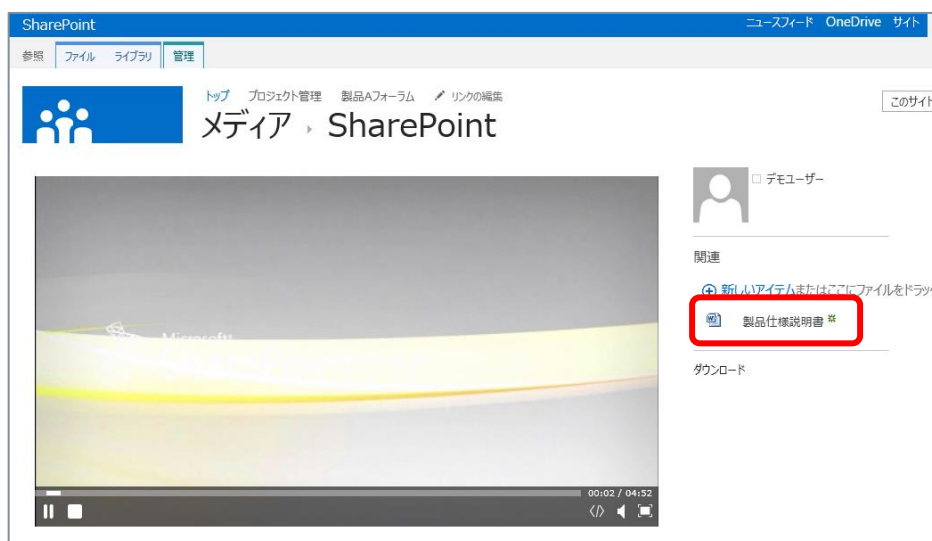 SharePoint
ニュースフィード OneDrive サイト
参照 ファイル ライブラリ 管理
トップ プロジェクト管理 製品Aフォーラム リンクの編集
このサイト
メディア SharePoint
デモユーザー
関連
新しいアイテムまたはここにファイルをドラッ
製品仕様説明書
ダウンロード
Microsoft
00:02 / 04:52